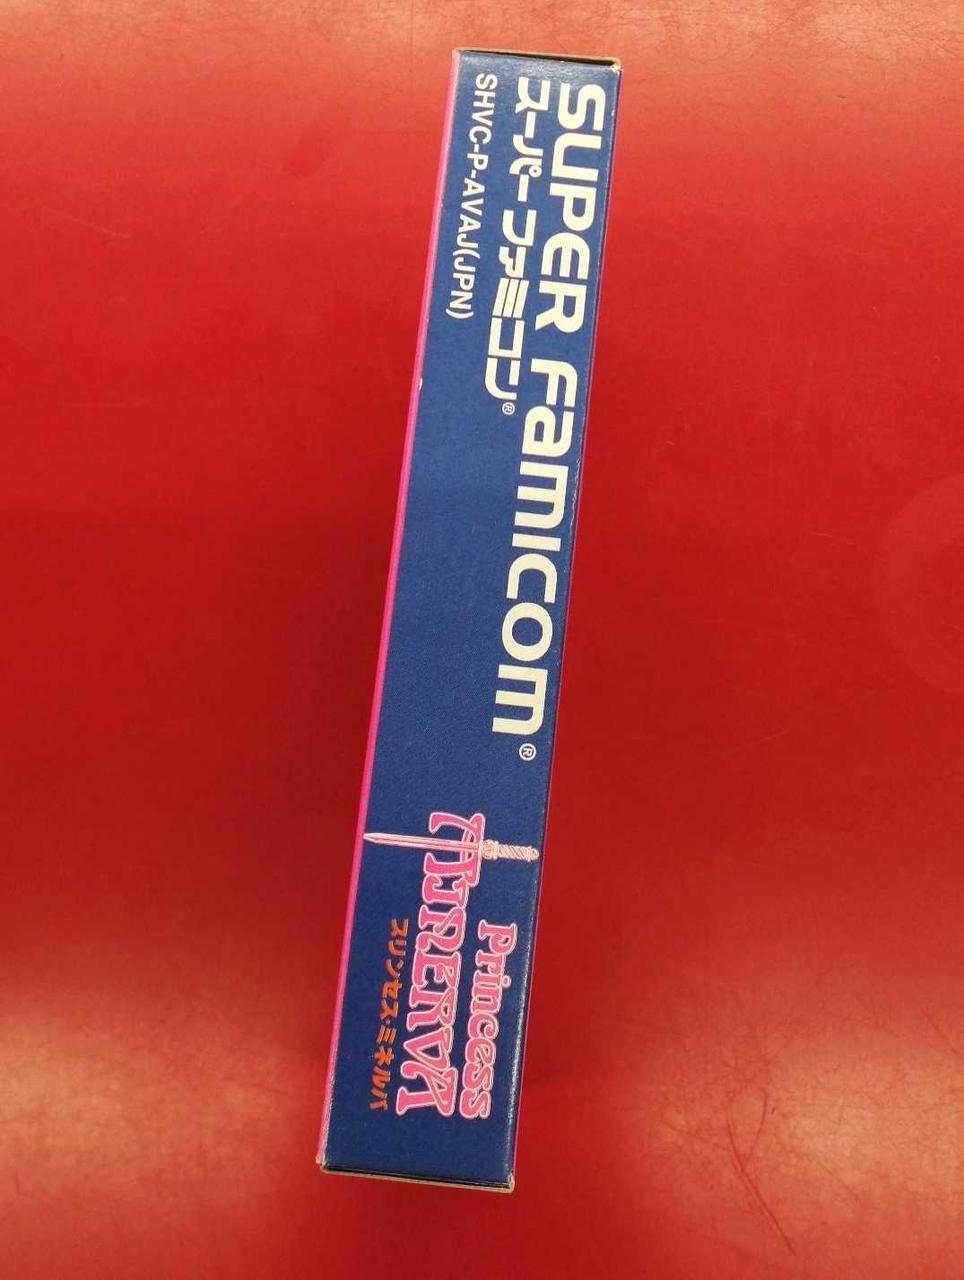 SUPER FamICOM®
スーパー ファミコン®
SHVC-P-AVAJ(JPN)
Princess
MINERVA
プリンセス・ミネルバ